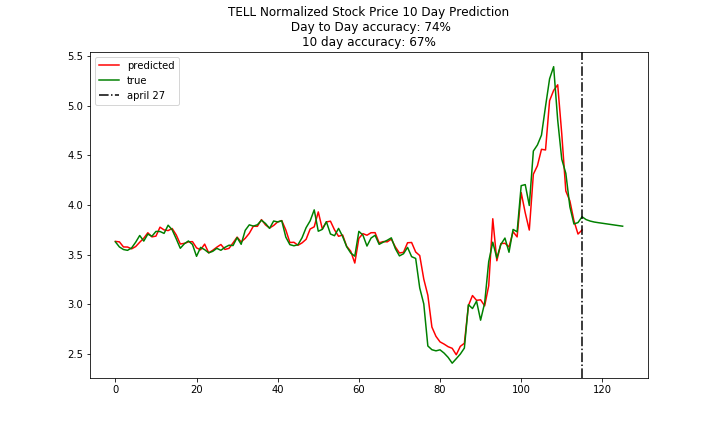 TELL Normalized Stock Price 10 Day Prediction
Day to Day accuracy: 74%
10 day accuracy: 67%
predicted
true
april 27
5.5
5.0
4.5
4.0
3.5
3.0
2.5
0 20 40 60 80 100 120